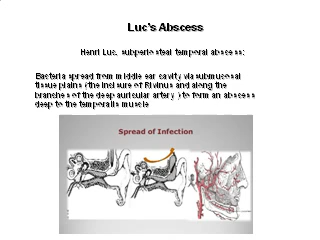 Luc's Abscess
Henri Luc, subperiosteal temporal abscess:
Bacteria spread from middle ear cavity via submucosal
tissue plains (the incisure of Rivinus and along the
branches of the deep auricular artery ) to form an abscess
deep to the temporalis muscle
Spread of Infection